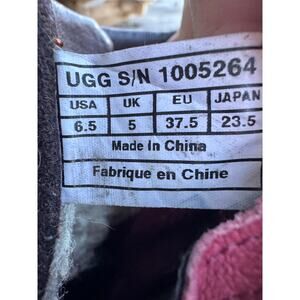 UGG S/N 1005264
USA UK EU JAPAN
6.5 5 37.5 23.5
Made In China
Fabrique en Chine